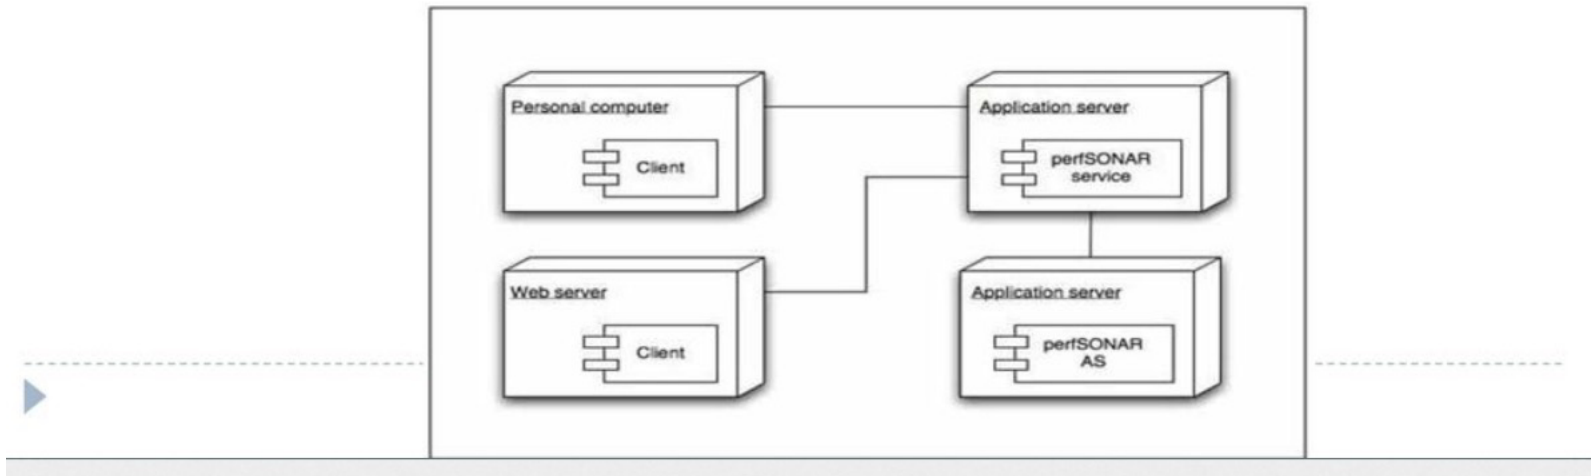 Personal computer
Client
Application server
perfSONAR
service
Web server
Client
Application server
perfSONAR
AS